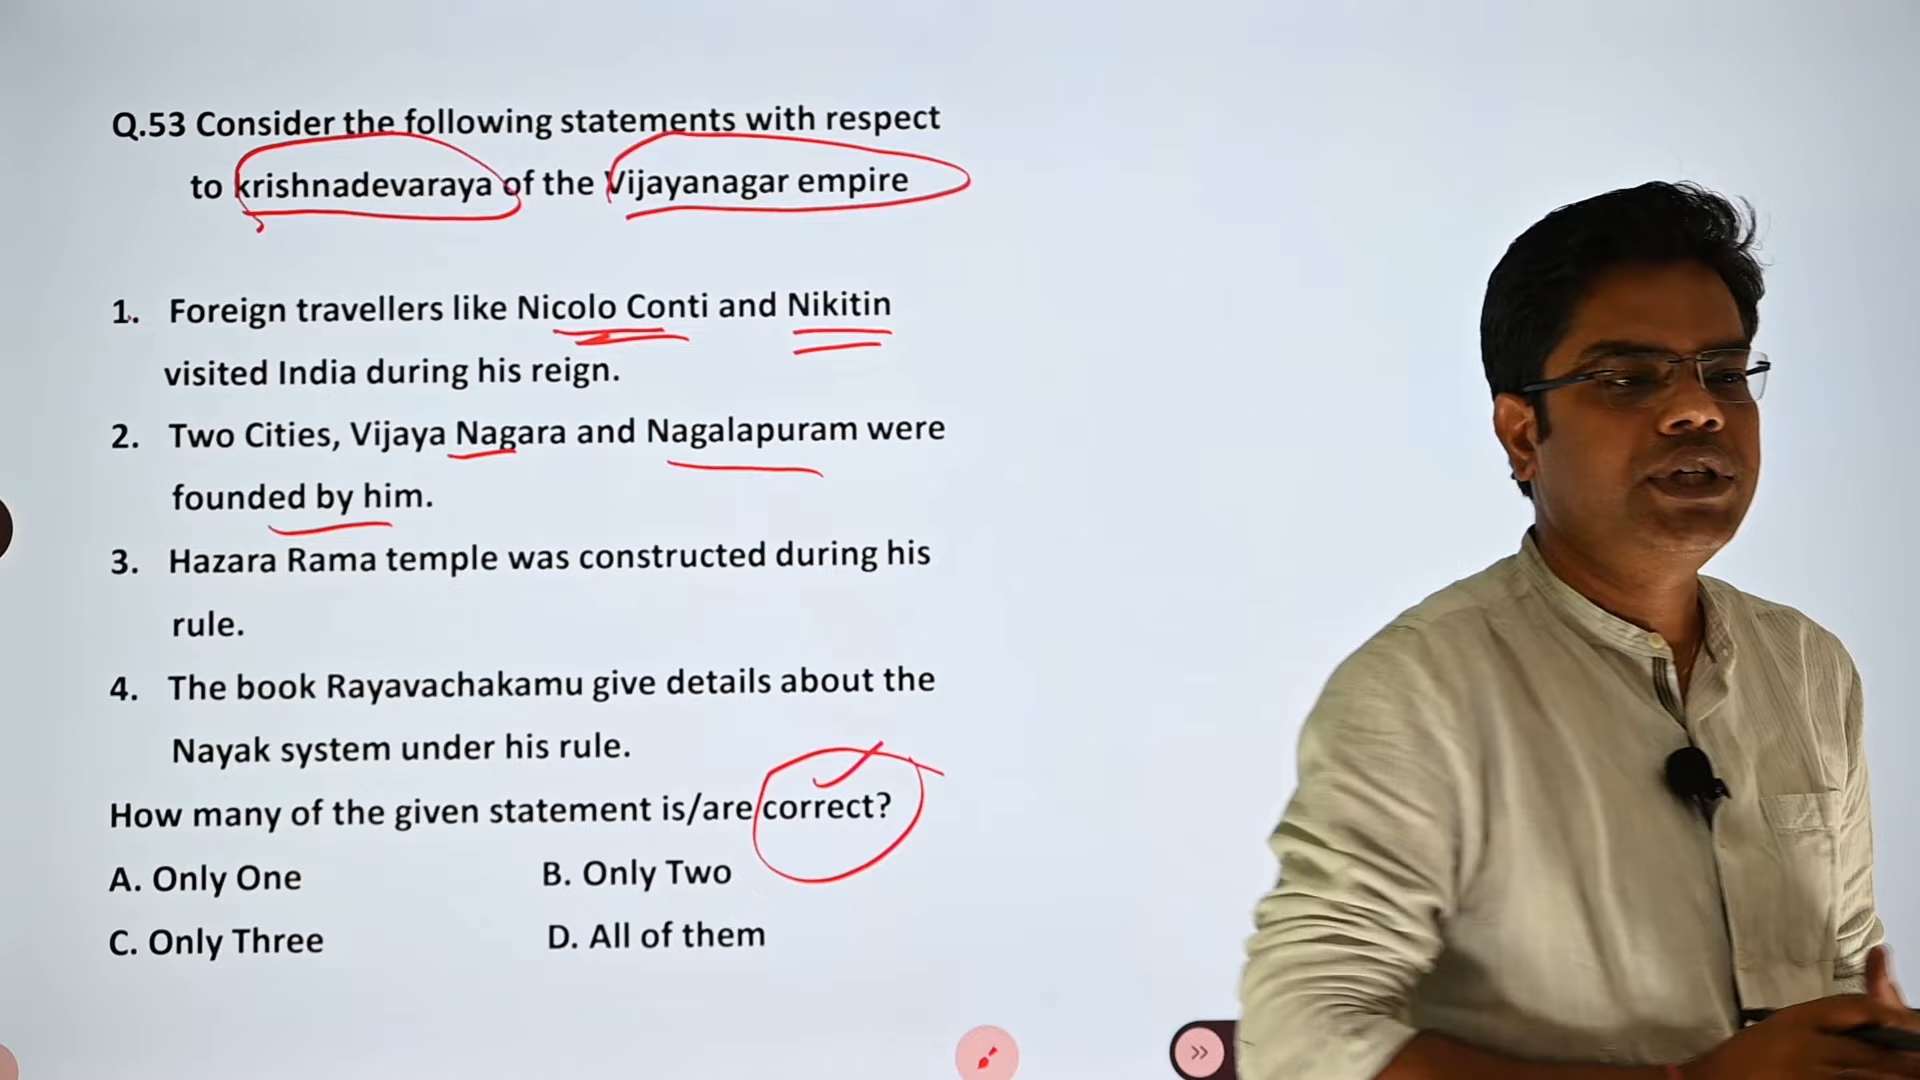 Q.53 Consider the following statements with respect
to krishnadevaraya of the Vijayanagar empire
1. Foreign travellers like Nicolo Conti and Nikitin
visited India during his reign.
2. Two Cities, Vijaya Nagara and Nagalapuram were
founded by him.
3. Hazara Rama temple was constructed during his
rule.
4. The book Rayavachakamu give details about the
Nayak system under his rule.
How many of the given statement is/are correct?
A. Only One B. Only Two
C. Only Three D. All of them